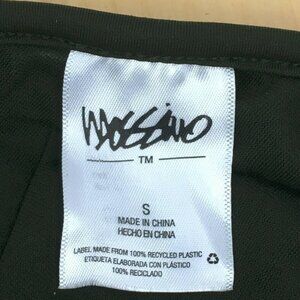 mossimo
TM
S
MADE IN CHINA
HECHO EN CHINA
LABEL MADE FROM 100% RECYCLED PLASTIC
ETIQUETA ELABORADA CON PLÁSTICO
100% RECICLADO